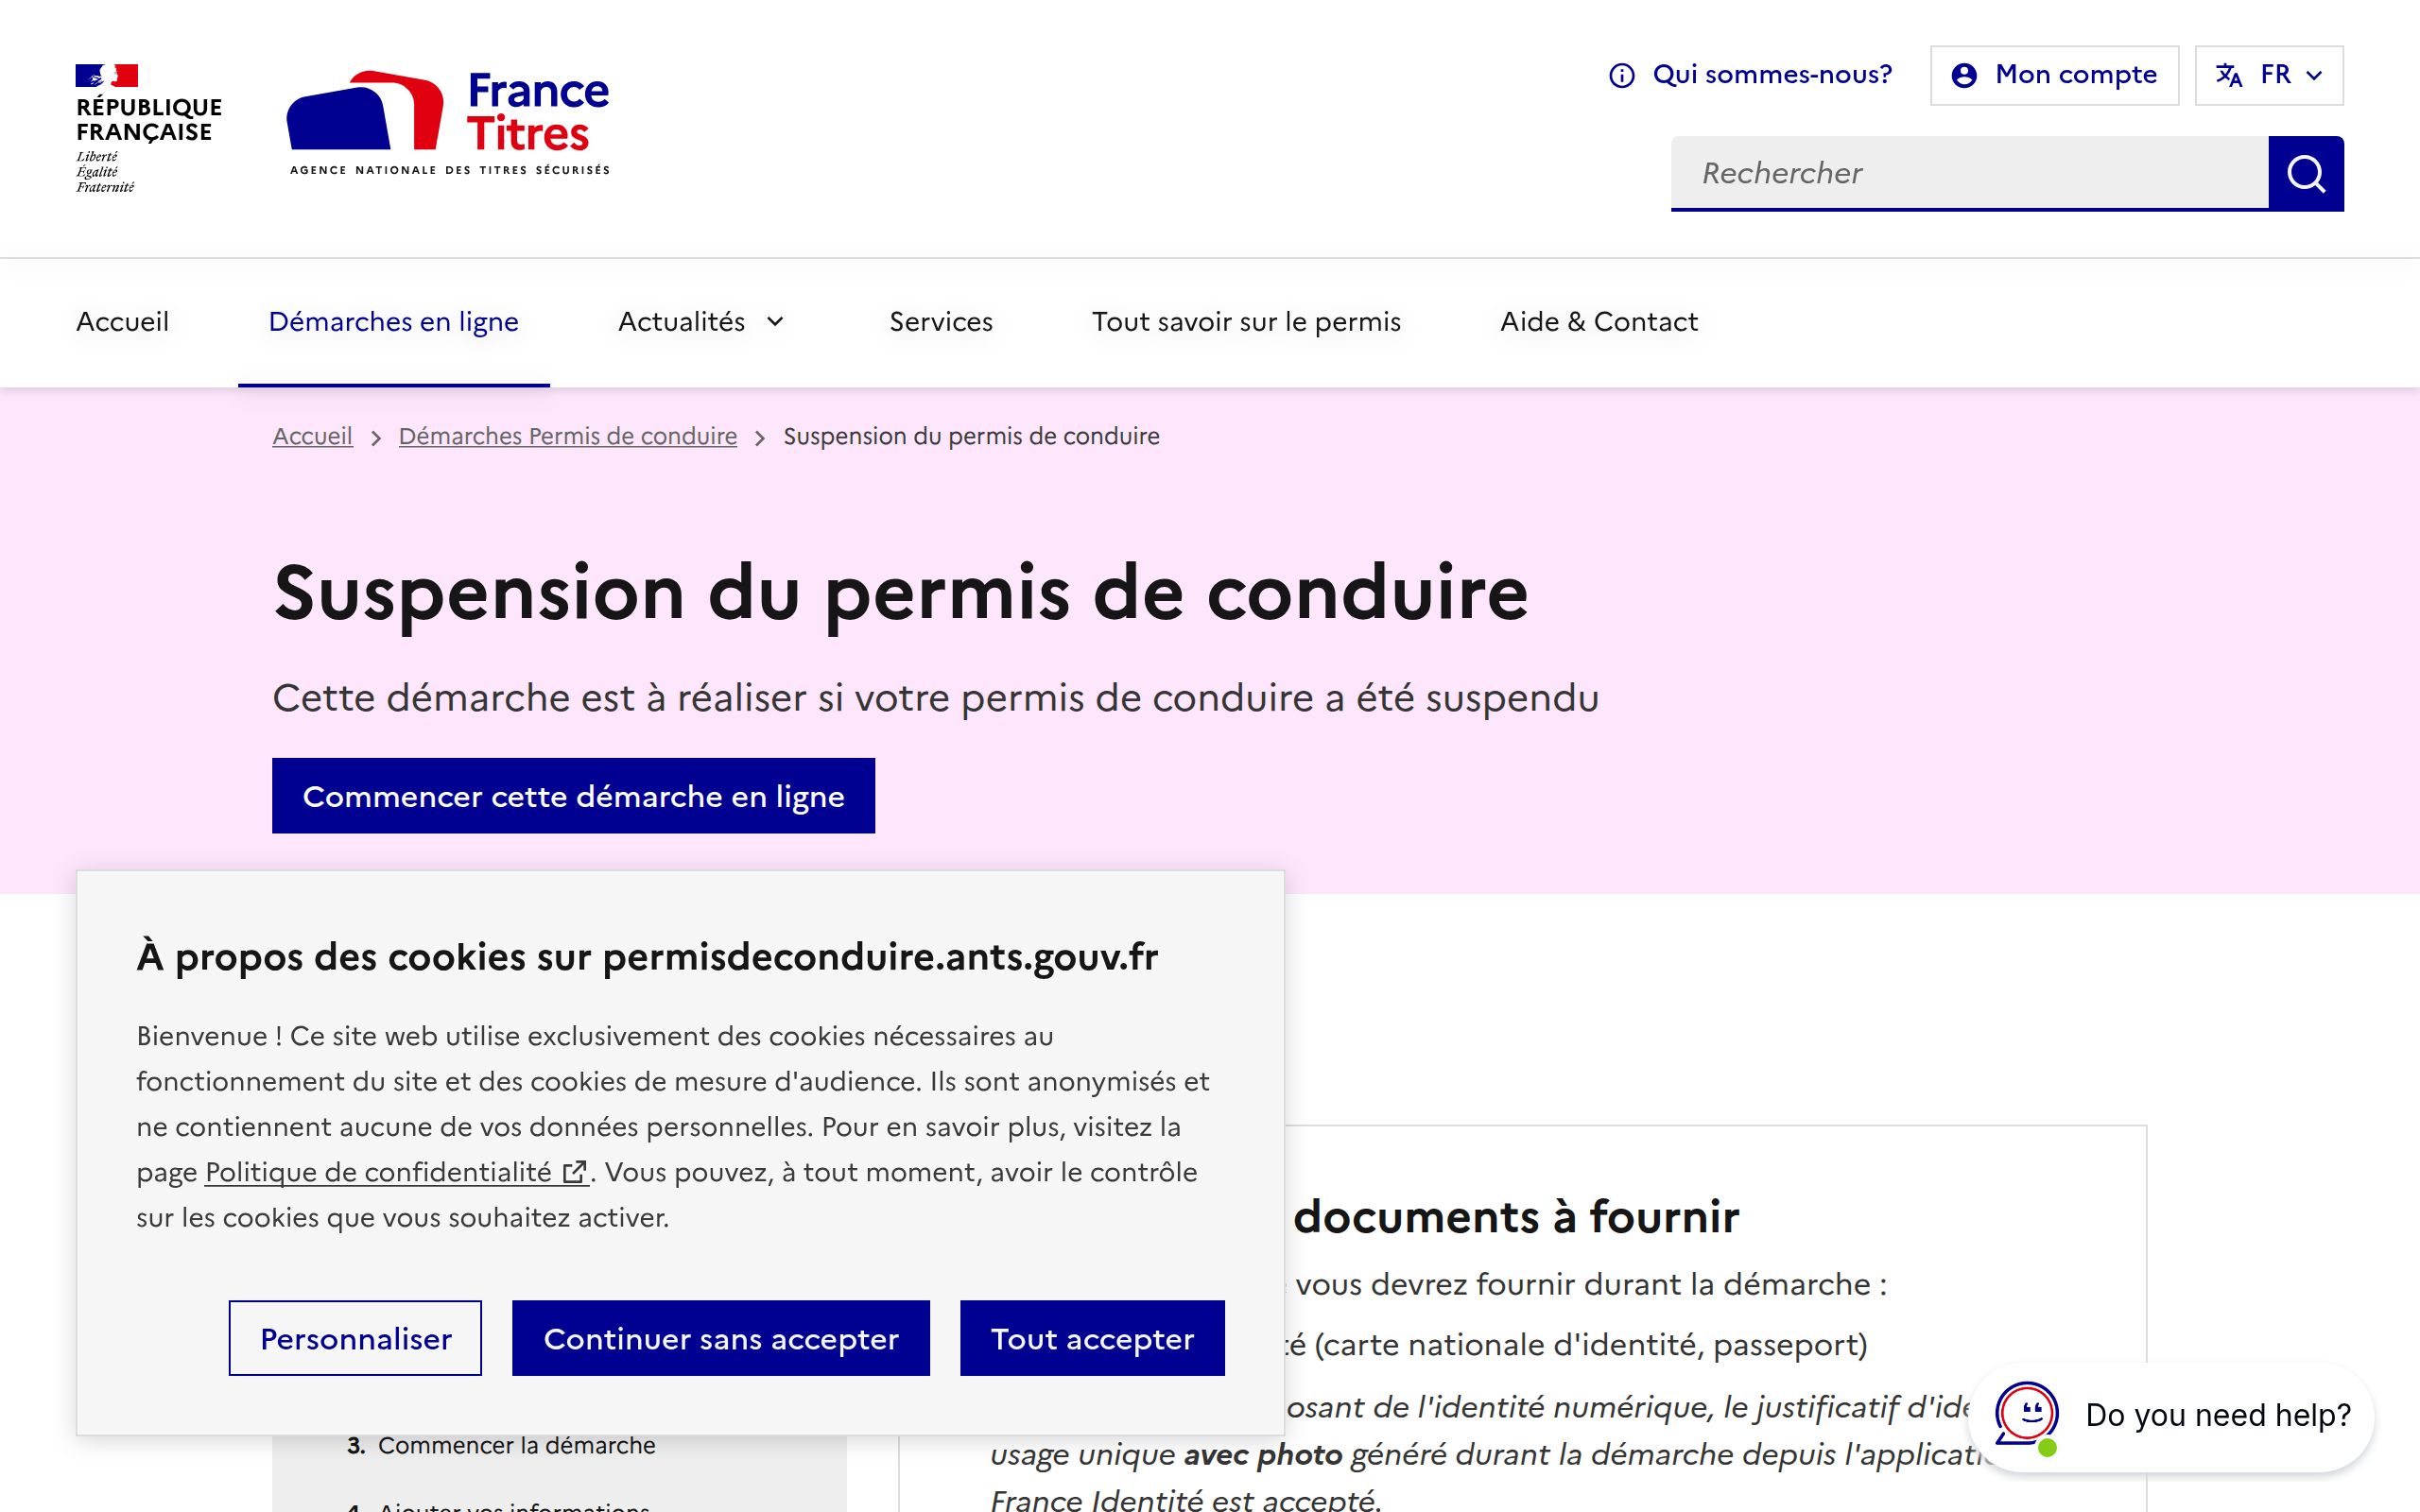 RÉPUBLIQUE
FRANÇAISE
Liberté
Égalité
Fraternité
France
Titres
AGENCE NATIONALE DES TITRES SÉCURISÉS
Qui sommes-nous?
Mon compte
FR
Rechercher
Accueil
Démarches en ligne
Actualités
Services
Tout savoir sur le permis
Aide & Contact
Accueil > Démarches Permis de conduire > Suspension du permis de conduire
Suspension du permis de conduire
Cette démarche est à réaliser si votre permis de conduire a été suspendu
Commencer cette démarche en ligne
À propos des cookies sur permisdeconduire.ants.gouv.fr
Bienvenue ! Ce site web utilise exclusivement des cookies nécessaires au
fonctionnement du site et des cookies de mesure d'audience. Ils sont anonymisés et
ne contiennent aucune de vos données personnelles. Pour en savoir plus, visitez la
page Politique de confidentialité. Vous pouvez, à tout moment, avoir le contrôle
sur les cookies que vous souhaitez activer.
Personnaliser
Continuer sans accepter
Tout accepter
3. Commencer la démarche
4. Ajouter vos informations
documents à fournir
vous devrez fournir durant la démarche :
(carte nationale d'identité, passeport)
de l'identité numérique, le justificatif
usage unique avec photo généré durant la démarche depuis
France Identité est accepté.
Do you need help?